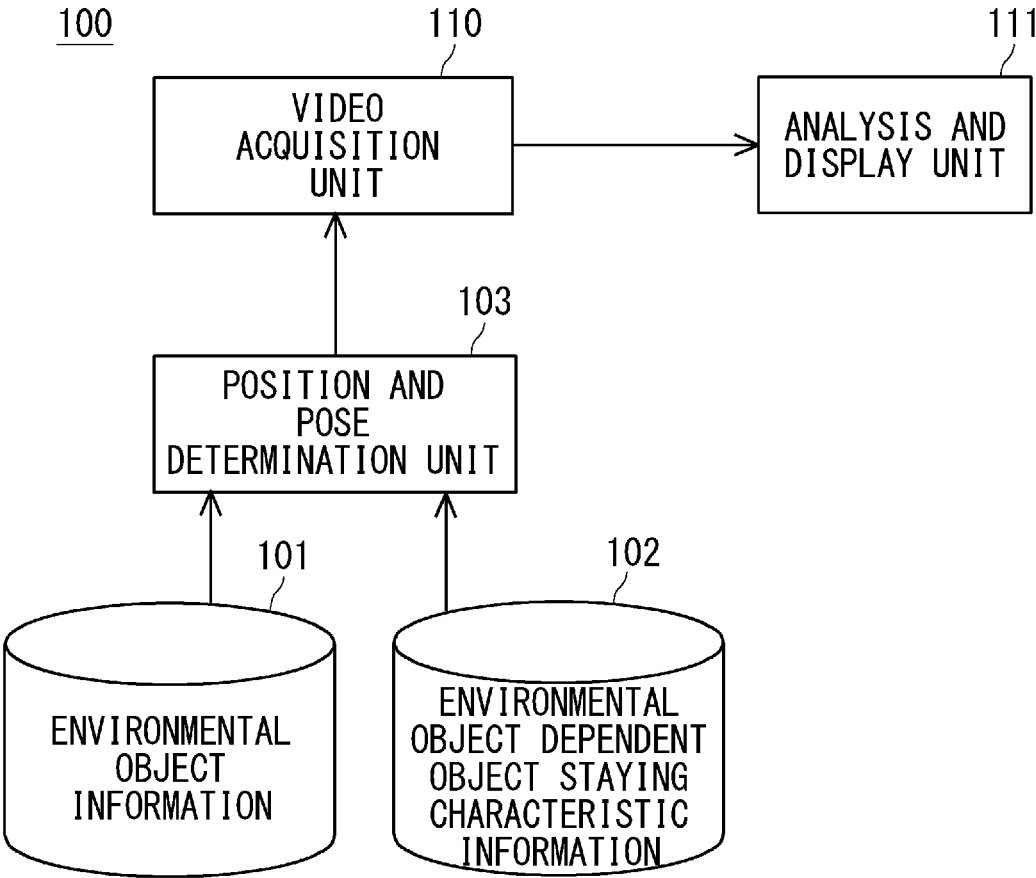 100
110
111
VIDEO
ACQUISITION
UNIT
ANALYSIS AND
DISPLAY UNIT
103
POSITION AND
POSE
DETERMINATION UNIT
101
102
ENVIRONMENTAL
OBJECT
INFORMATION
ENVIRONMENTAL
OBJECT DEPENDENT
OBJECT STAYING
CHARACTERISTIC
INFORMATION